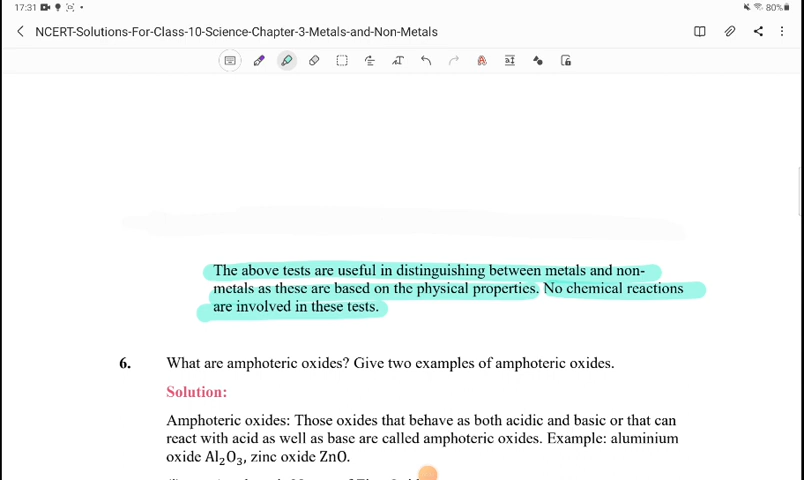 17:31
80%
NCERT-Solutions-For-Class-10-Science-Chapter-3-Metals-and-Non-Metals
The above tests are useful in distinguishing between metals and non-
metals as these are based on the physical properties. No chemical reactions
are involved in these tests.
6. What are amphoteric oxides? Give two examples of amphoteric oxides.
Solution:
Amphoteric oxides: Those oxides that behave as both acidic and basic or that can
react with acid as well as base are called amphoteric oxides. Example: aluminium
oxide Al₂O₃, zinc oxide ZnO.